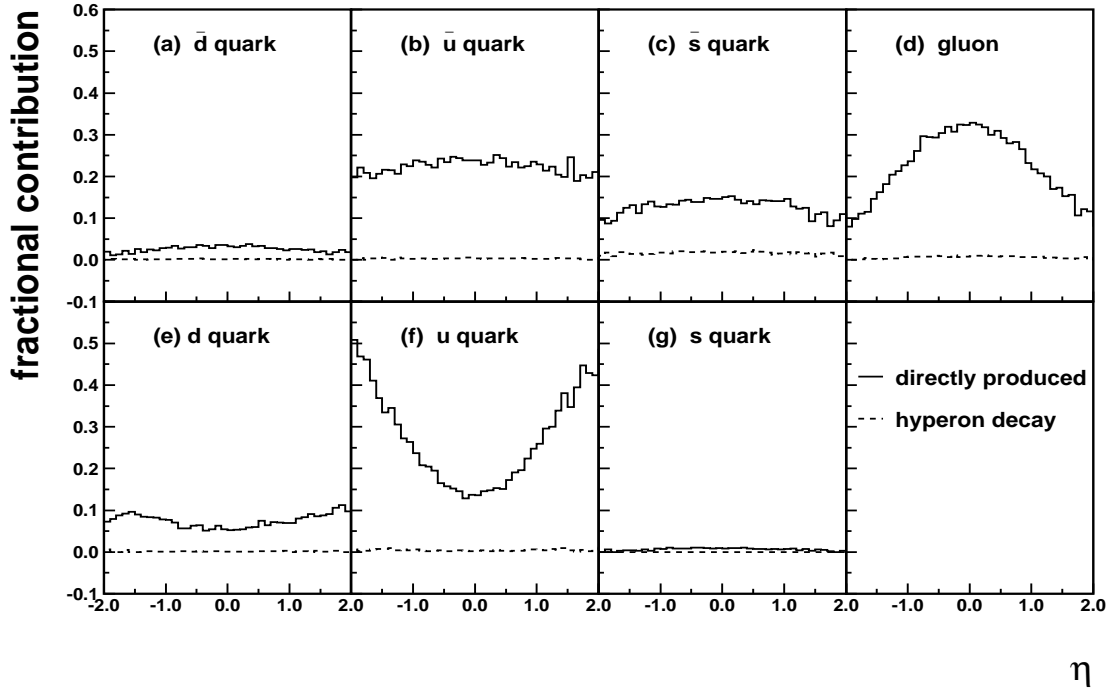 fractional contribution
0.6
0.5
0.4
0.3
0.2
0.1
0.0
-0.1
(a) d̄ quark
(b) ū quark
(c) s̄ quark
(d) gluon
0.5
0.4
0.3
0.2
0.1
0.0
-0.1
(e) d quark
(f) u quark
(g) s quark
directly produced
hyperon decay
-2.0 -1.0 0.0 1.0 2.0 -1.0 0.0 1.0 2.0 -1.0 0.0 1.0 2.0 -1.0 0.0 1.0 2.0
η